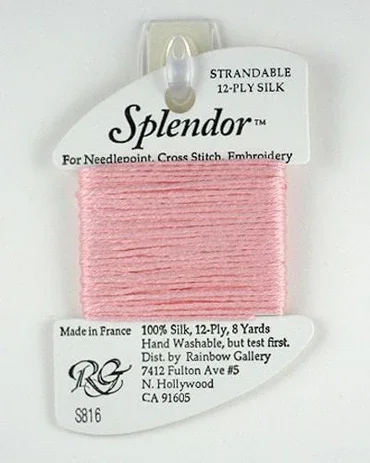 STRANDABLE
12-PLY SILK
Splendor™
For Needlepoint, Cross Stitch, Embroidery
Made in France
100% Silk, 12-Ply, 8 Yards
Hand Washable, but test first.
Dist. by Rainbow Gallery
7412 Fulton Ave #5
N. Hollywood
CA 91605
RG
S816